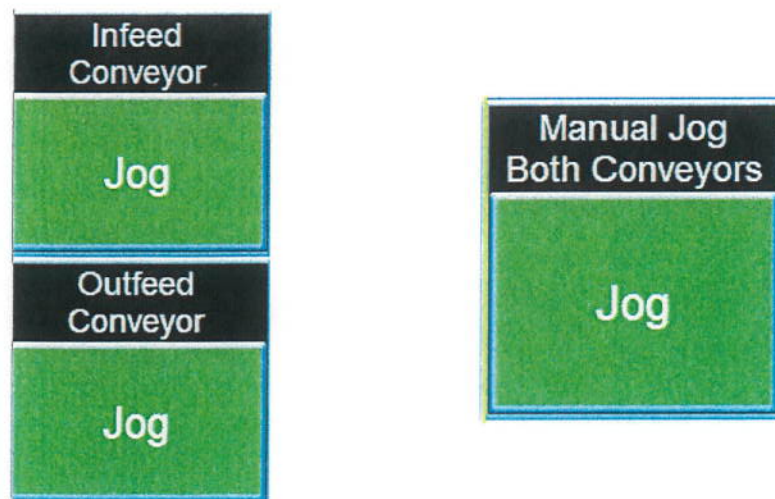 Infeed
Conveyor
Jog
Outfeed
Conveyor
Jog
Manual Jog
Both Conveyors
Jog